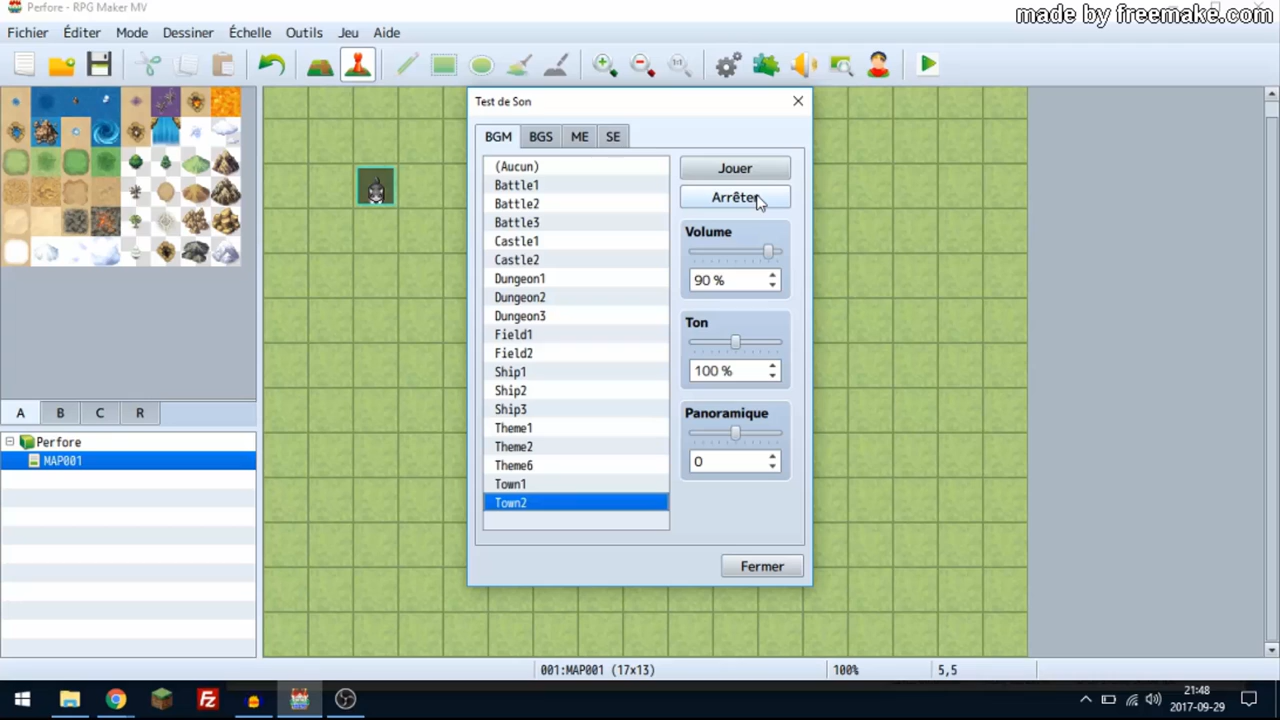 Perfore - RPG Maker MV
made by freemake.com
Fichier Éditer Mode Dessiner Échelle Outils Jeu Aide
1:1
A B C R
Perfore
MAP001
Test de Son
BGM BGS ME SE
(Aucun)
Battle1
Battle2
Battle3
Castle1
Castle2
Dungeon1
Dungeon2
Dungeon3
Field1
Field2
Ship1
Ship2
Ship3
Theme1
Theme2
Theme6
Town1
Town2
Jouer
Arrêter
Volume
90 %
Ton
100 %
Panoramique
0
Fermer
001:MAP001 (17x13) 100% 5,5
21:48
2017-09-29